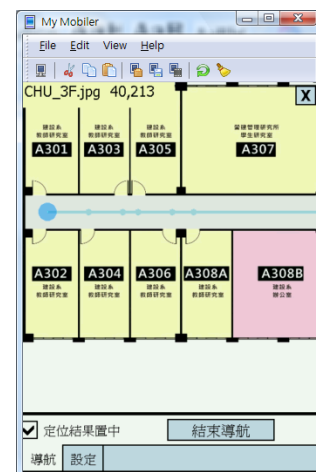 My Mobiler
File Edit View Help
CHU_3F.jpg 40,213
X
建設系
教師研究室
A301
建設系
教師研究室
A303
建設系
教師研究室
A305
營建管理研究所
學生研究室
A307
A302
建設系
教師研究室
A304
建設系
教師研究室
A306
建設系
教師研究室
A308A
建設系
教師研究室
A308B
建設系
辦公室
定位結果置中
結束導航
導航 設定